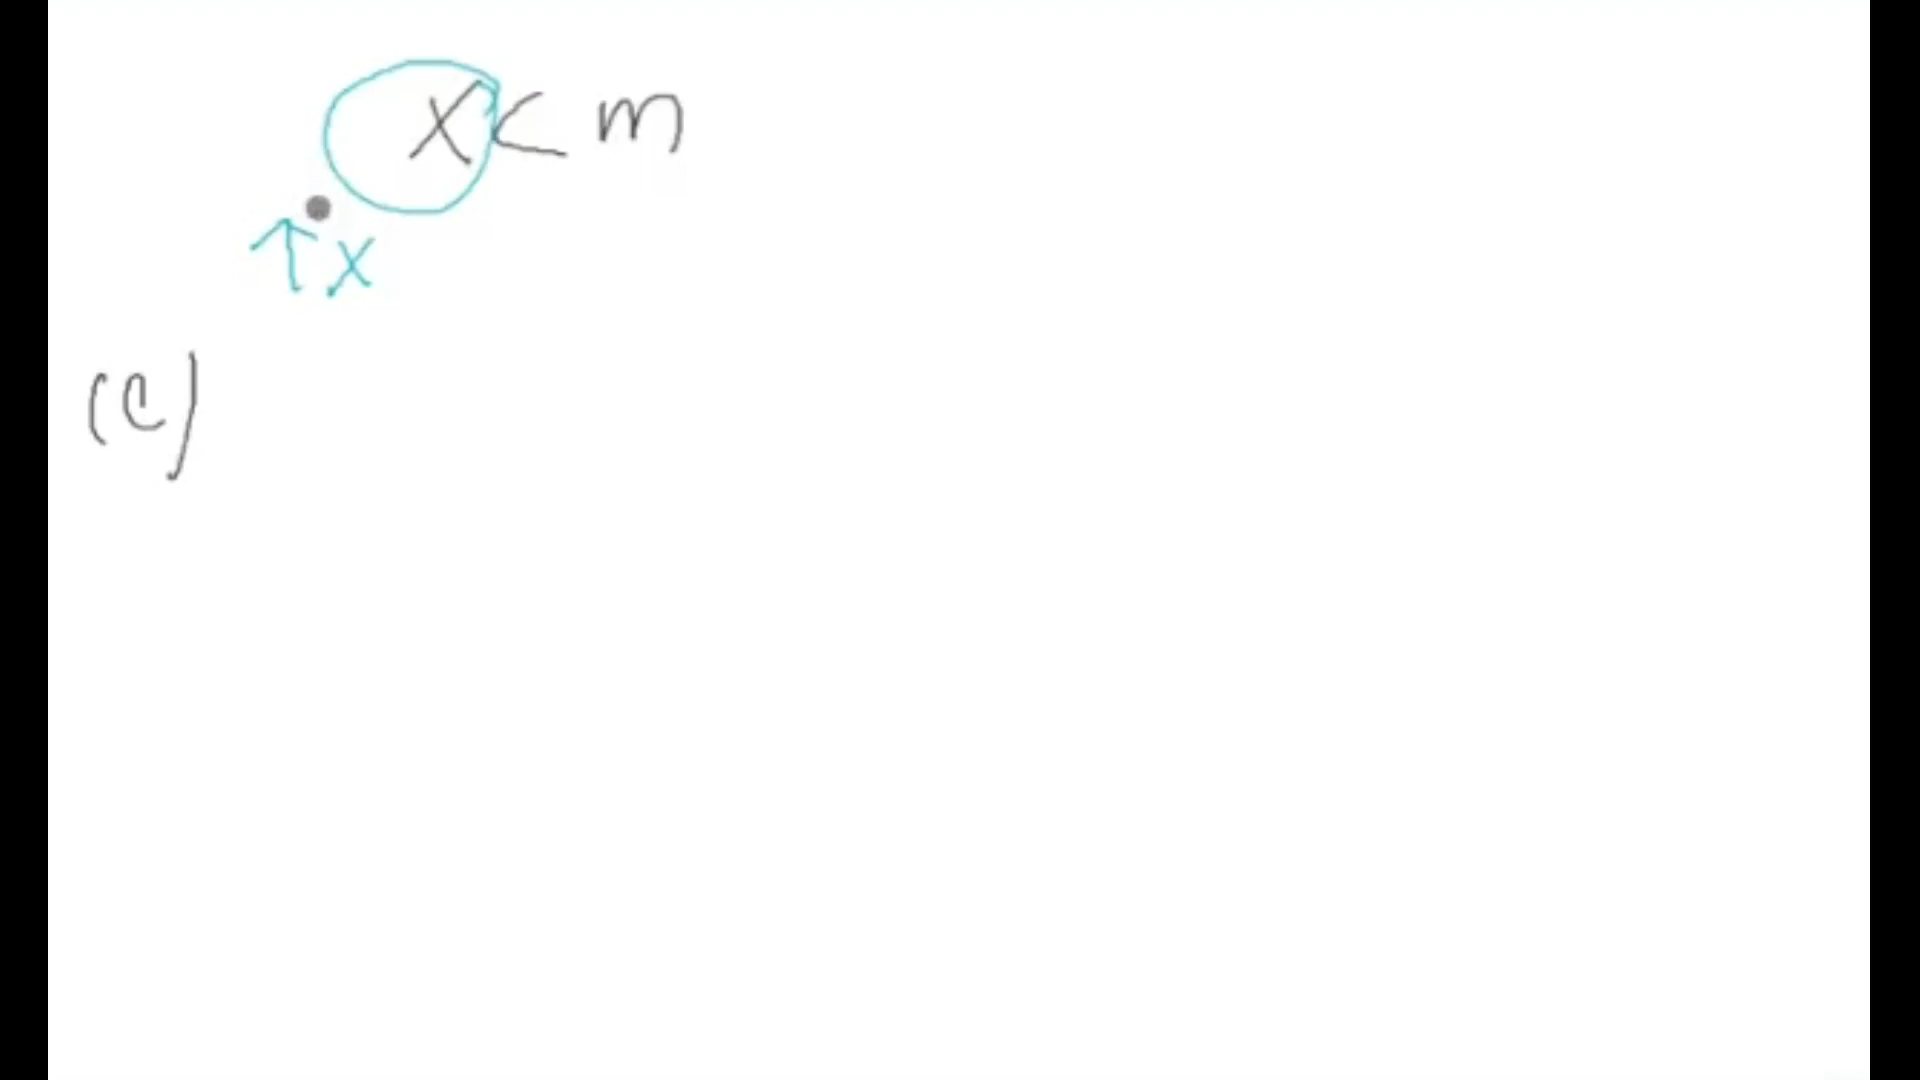 x < m
↑ x
(c)